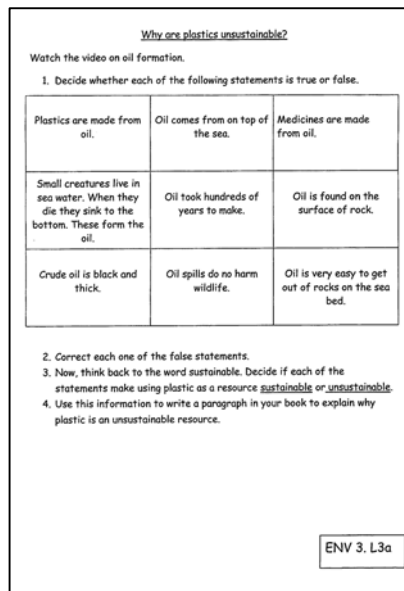 Why are plastics unsustainable?
Watch the video on oil formation.
1. Decide whether each of the following statements is true or false.
Plastics are made from
oil.
Oil comes from on top of
the sea.
Medicines are made
from oil.
Small creatures live in
sea water. When they
die they sink to the
bottom. These form the
oil.
Oil took hundreds of
years to make.
Oil is found on the
surface of rock.
Crude oil is black and
thick.
Oil spills do no harm
wildlife.
Oil is very easy to get
out of rocks on the sea
bed.
2. Correct each one of the false statements.
3. Now, think back to the word sustainable. Decide if each of the
statements make using plastic as a resource sustainable or unsustainable.
4. Use this information to write a paragraph in your book to explain why
plastic is an unsustainable resource.
ENV 3. L3a